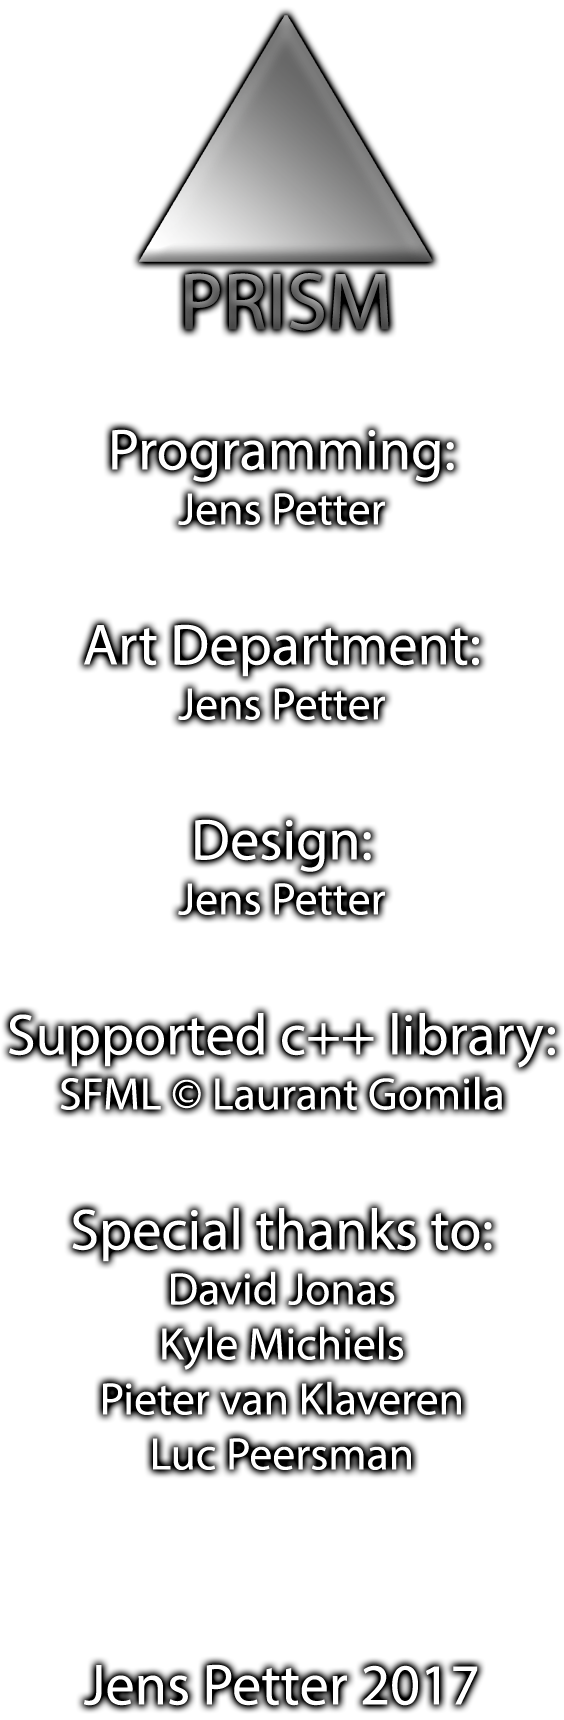 PRISM
Programming:
Jens Petter
Art Department:
Jens Petter
Design:
Jens Petter
Supported c++ library:
SFML © Laurant Gomila
Special thanks to:
David Jonas
Kyle Michiels
Pieter van Klaveren
Luc Peersman
Jens Petter 2017